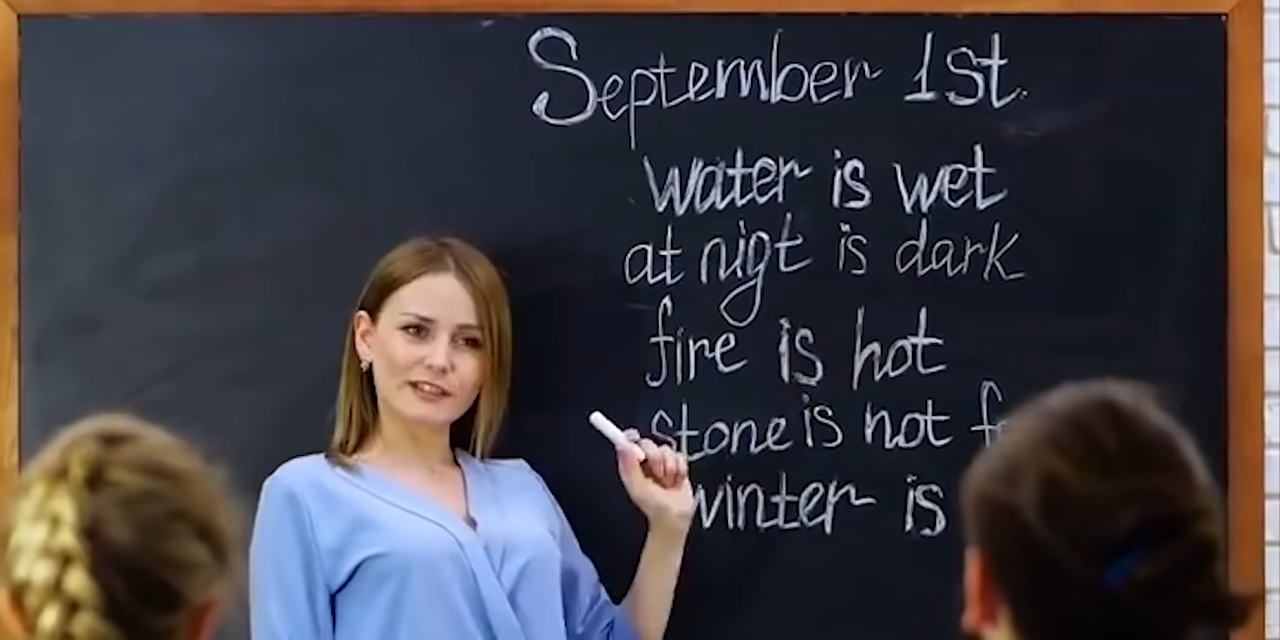 September 1st.
water is wet
at nigt is dark
fire is hot
stone is not
winter is